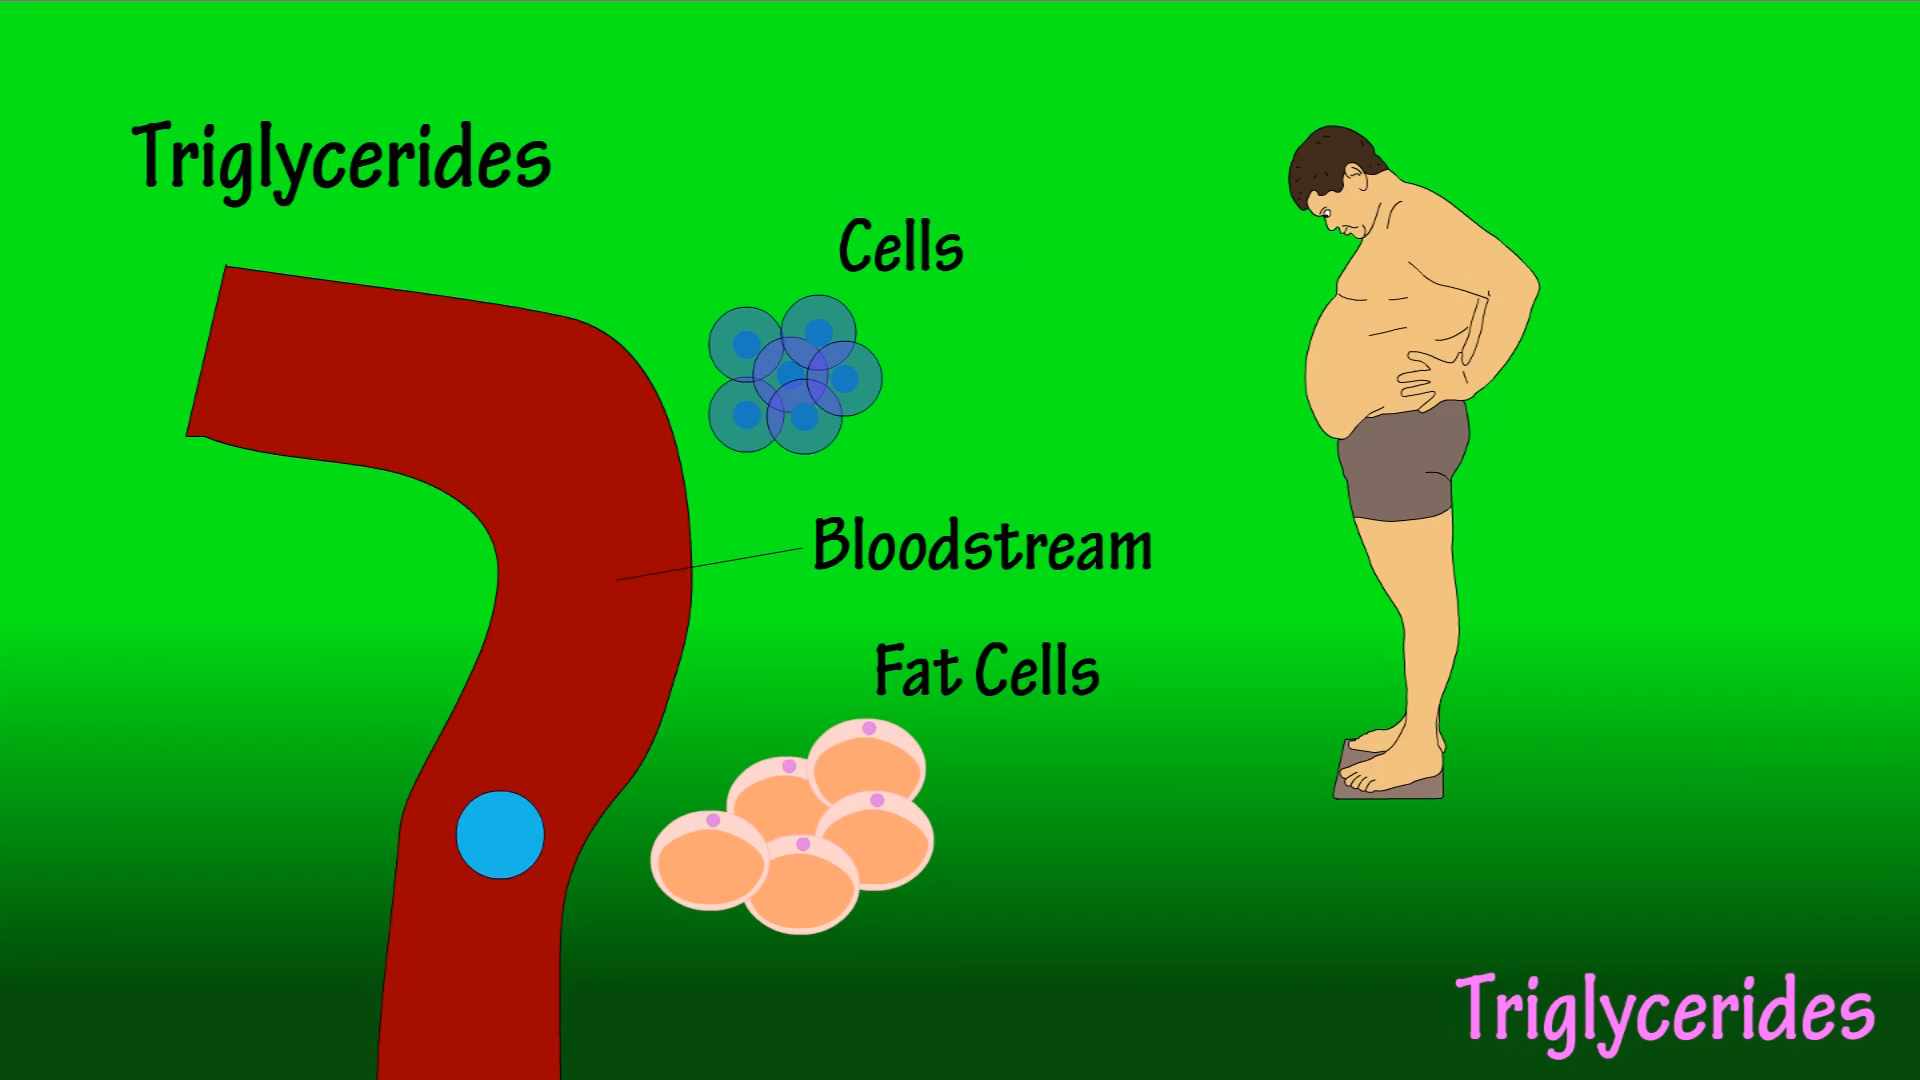 Triglycerides
Cells
Bloodstream
Fat Cells
Triglycerides